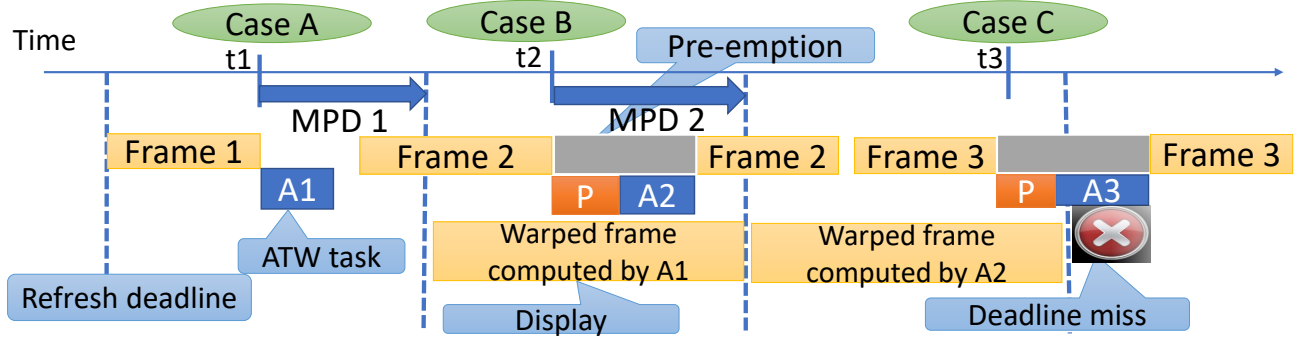 Case A
Case B
Case C
Time
t1
t2
Pre-emption
t3
MPD 1
MPD 2
Frame 1
Frame 2
Frame 2
Frame 3
Frame 3
A1
P
A2
P
A3
ATW task
Warped frame
computed by A1
Warped frame
computed by A2
Refresh deadline
Display
Deadline miss